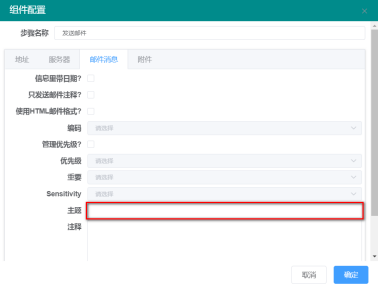 组件配置
步骤名称 发送邮件
地址 服务器 邮件消息 附件
信息里带日期?
只发送邮件注释?
使用HTML邮件格式?
编码 请选择
管理优先级?
优先级 请选择
重要 请选择
Sensitivity 请选择
主题
注释
取消 确定